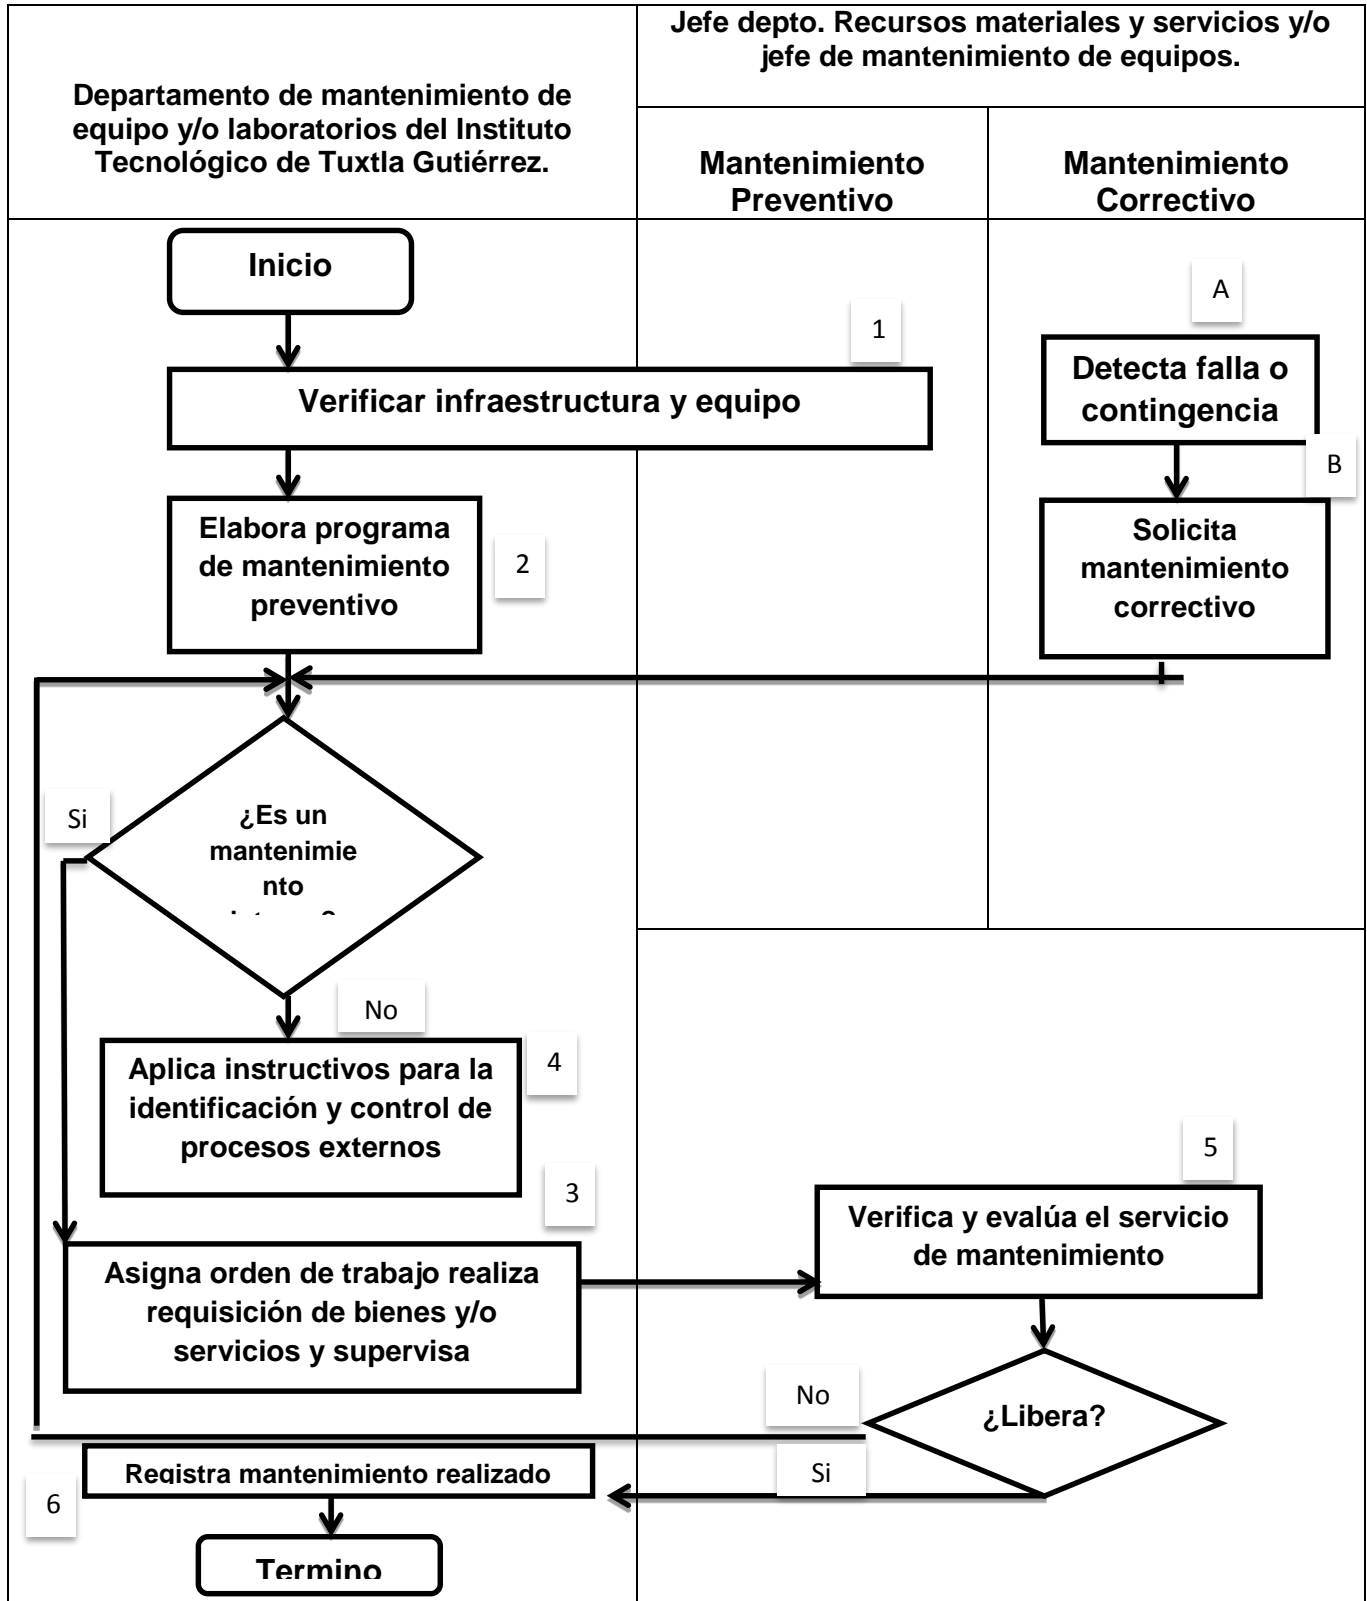 Jefe depto. Recursos materiales y servicios y/o
jefe de mantenimiento de equipos.
Departamento de mantenimiento de
equipo y/o laboratorios del Instituto
Tecnológico de Tuxtla Gutiérrez.
Mantenimiento
Preventivo
Mantenimiento
Correctivo
Inicio
A
1
Verificar infraestructura y equipo
Detecta falla o
contingencia
B
Elabora programa
de mantenimiento
preventivo
2
Solicita
mantenimiento
correctivo
Si
¿Es un
mantenimie
nto
No
4
Aplica instructivos para la
identificación y control de
procesos externos
3
5
Verifica y evalúa el servicio
de mantenimiento
Asigna orden de trabajo realiza
requisición de bienes y/o
servicios y supervisa
No
¿Libera?
Registra mantenimiento realizado
Si
6
Termino